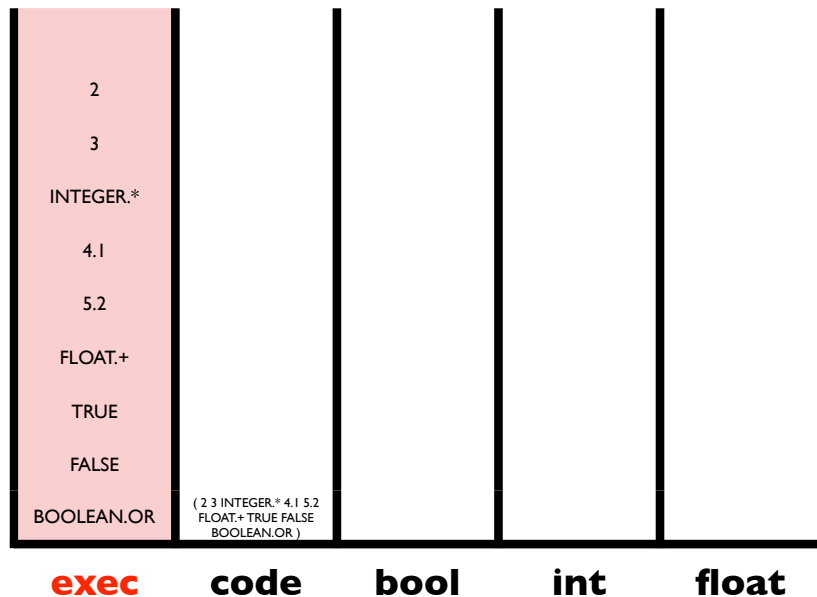 2
3
INTEGER.*
4.1
5.2
FLOAT.+
TRUE
FALSE
BOOLEAN.OR
( 2 3 INTEGER.* 4.1 5.2
FLOAT.+ TRUE FALSE
BOOLEAN.OR )
exec code bool int float